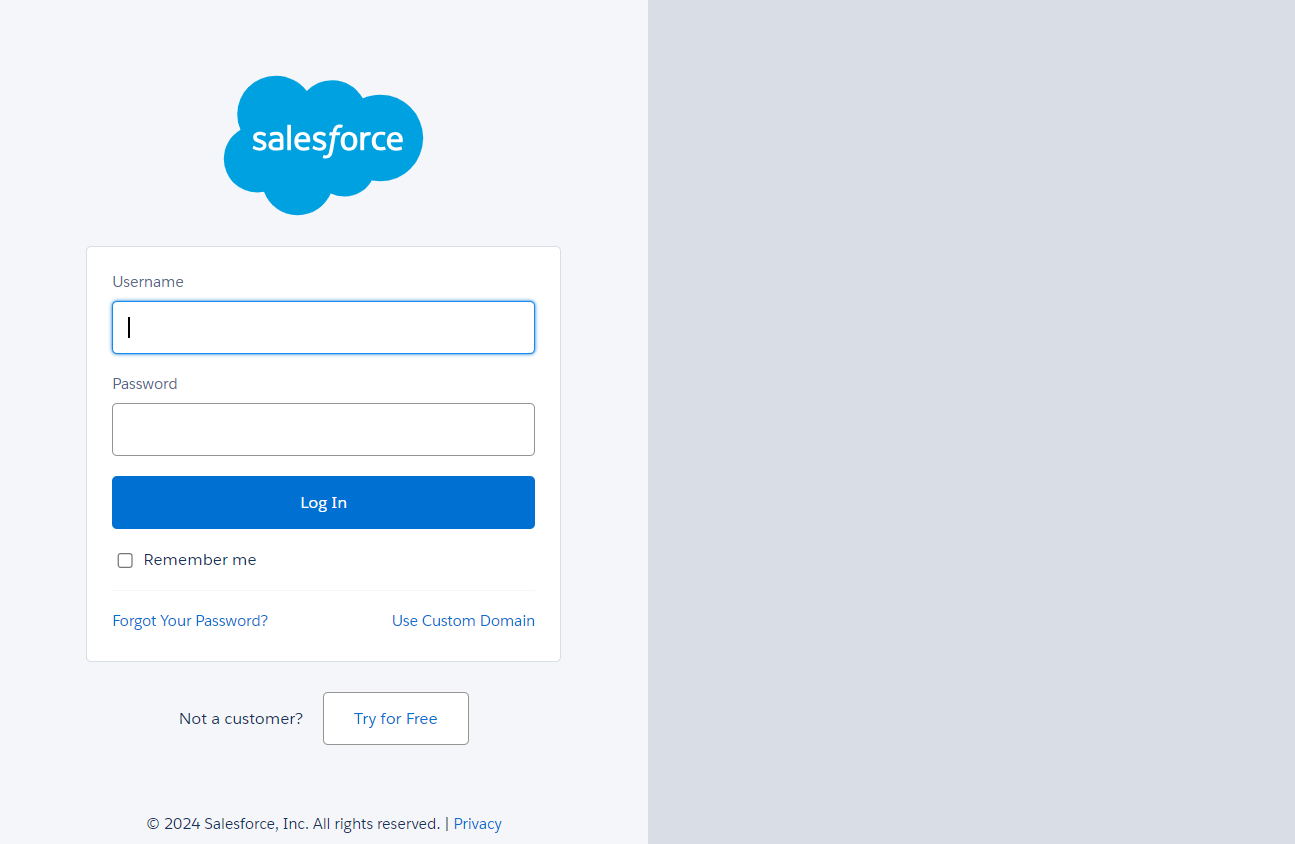 salesforce
Username
Password
Log In
Remember me
Forgot Your Password? Use Custom Domain
Not a customer? Try for Free
© 2024 Salesforce, Inc. All rights reserved. | Privacy